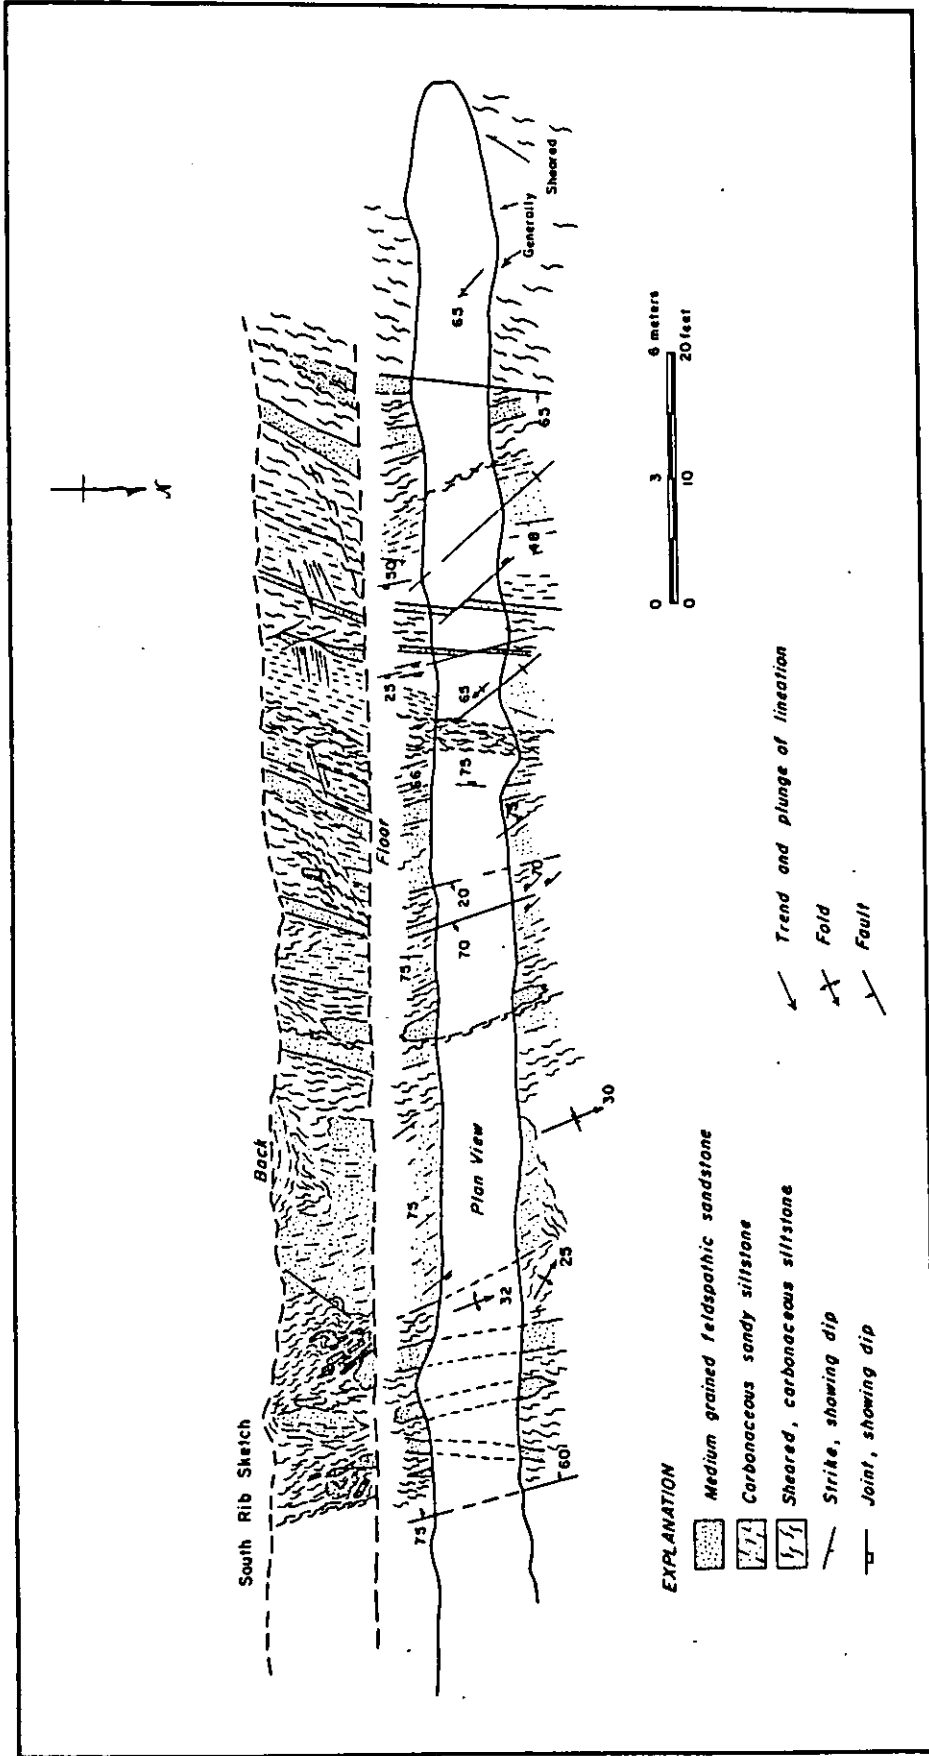 South Rib Sketch
Back
Floor
75
75
75
66
25
50
Plan View
32
70
20
75
65
65
60
25
30
70
75
48
65
Generally
Sheared
N
0 3 6 meters
0 10 20 feet
EXPLANATION
Medium grained feldspathic sandstone
Carbonaceous sandy siltstone
Sheared, carbonaceous siltstone
Strike, showing dip
Joint, showing dip
Trend and plunge of lineation
Fold
Fault